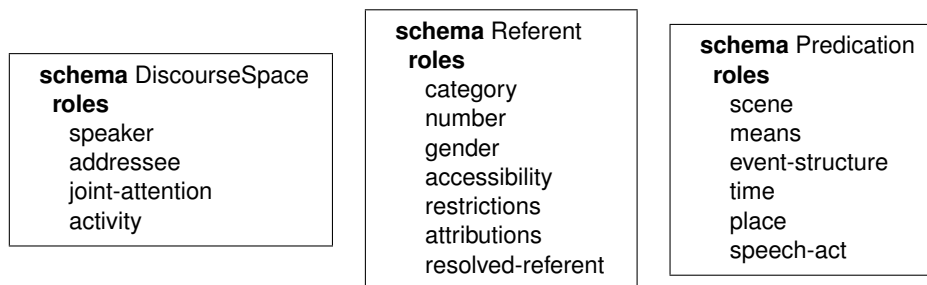 schema DiscourseSpace
roles
speaker
addressee
joint-attention
activity
schema Referent
roles
category
number
gender
accessibility
restrictions
attributions
resolved-referent
schema Predication
roles
scene
means
event-structure
time
place
speech-act